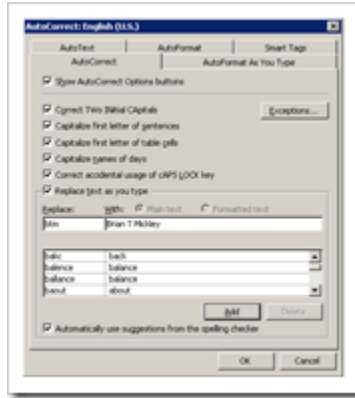 AutoCorrect: English (U.S.)
AutoText AutoFormat Smart Tags
AutoCorrect AutoFormat As You Type
Show AutoCorrect Options buttons
Correct TWo INitial CApitals Exceptions...
Capitalize first letter of sentences
Capitalize first letter of table cells
Capitalize names of days
Correct accidental usage of cAPS LOCK key
Replace text as you type
Replace: With: Plain text Formatted text
btm Brian T Mickley
balic back
balence balance
ballance balance
baout about
Add Delete
Automatically use suggestions from the spelling checker
OK Cancel